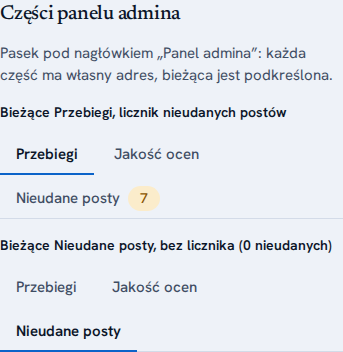 Części panelu admina
Pasek pod nagłówkiem „Panel admina”: każda
część ma własny adres, bieżąca jest podkreślona.
Bieżące Przebiegi, licznik nieudanych postów
Przebiegi Jakość ocen
Nieudane posty 7
Bieżące Nieudane posty, bez licznika (0 nieudanych)
Przebiegi Jakość ocen
Nieudane posty